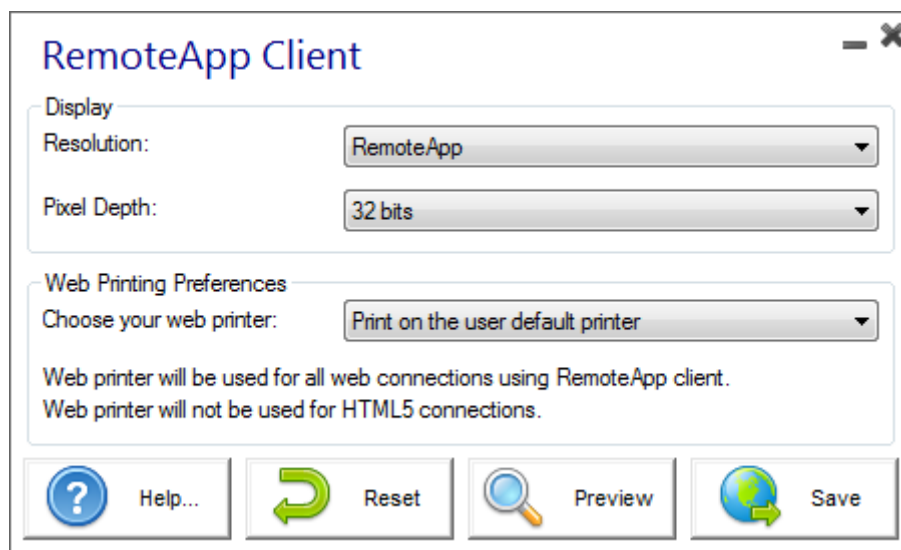 RemoteApp Client
Display
Resolution:
RemoteApp
Pixel Depth:
32 bits
Web Printing Preferences
Choose your web printer:
Print on the user default printer
Web printer will be used for all web connections using RemoteApp client.
Web printer will not be used for HTML5 connections.
Help...
Reset
Preview
Save